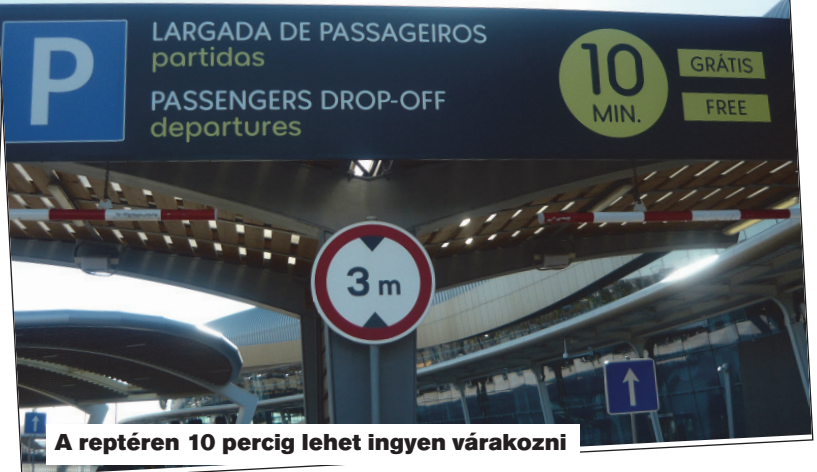 P
LARGADA DE PASSAGEIROS
partidas
PASSENGERS DROP-OFF
departures
10
MIN.
GRÁTIS
FREE
3 m
A reptéren 10 percig lehet ingyen várakozni